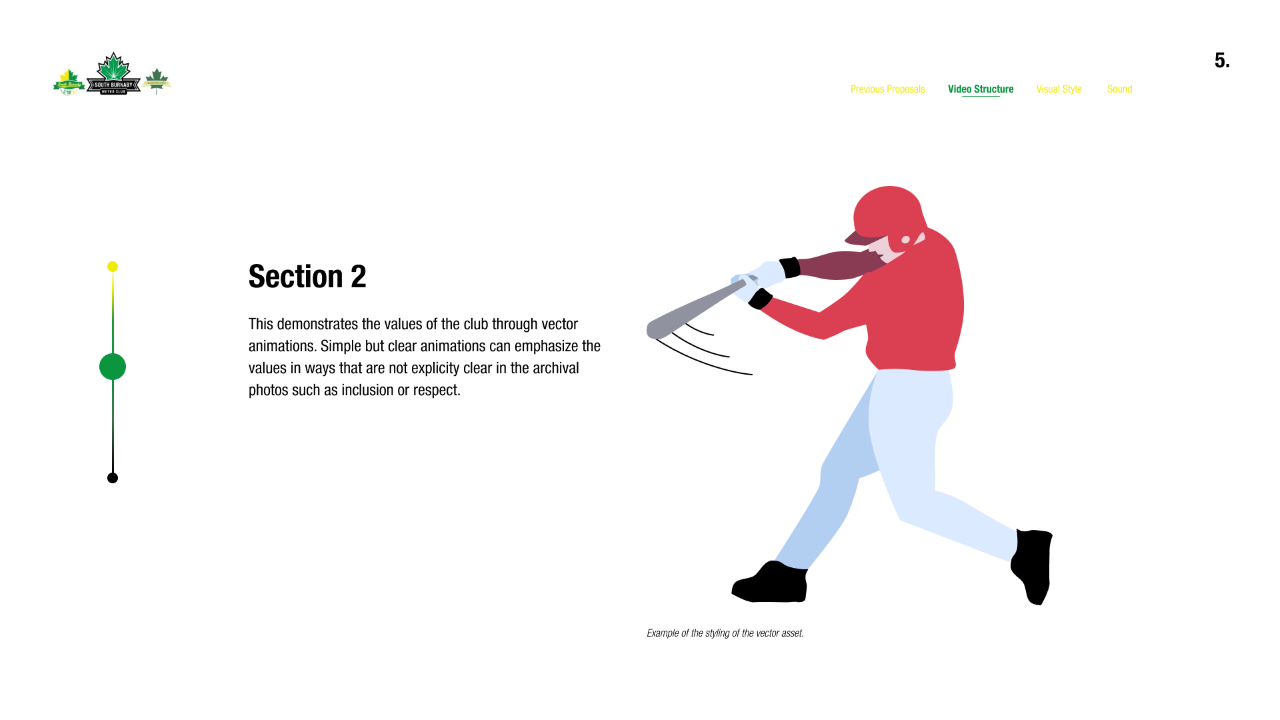 5.
SOUTH BURNABY
METRO CLUB
Previous Proposals Video Structure Visual Style Sound
Section 2
This demonstrates the values of the club through vector
animations. Simple but clear animations can emphasize the
values in ways that are not explicity clear in the archival
photos such as inclusion or respect.
Example of the styling of the vector asset.